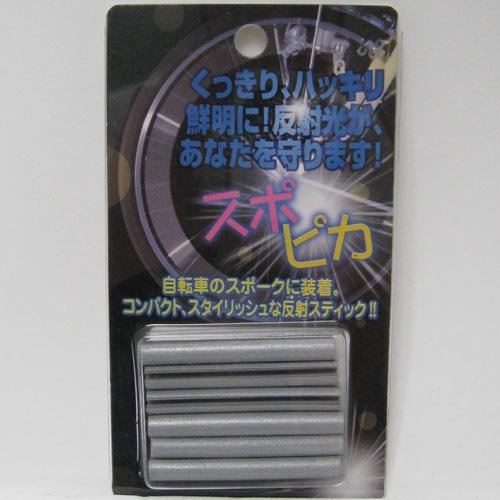 くっきり、ハッキリ
鮮明に!反射光が、
あなたを守ります!
スポ
ピカ
自転車のスポークに装着。
コンパクト、スタイリッシュな反射スティック!!